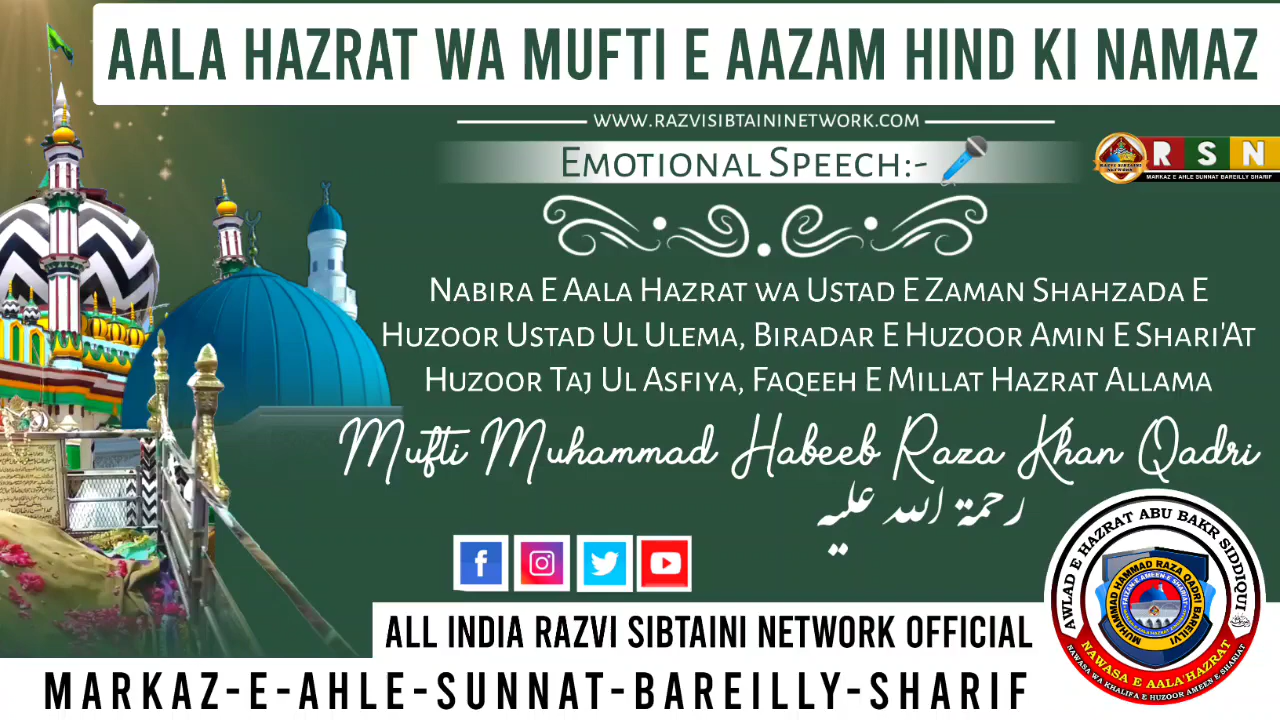 AALA HAZRAT WA MUFTI E AAZAM HIND KI NAMAZ
WWW.RAZVISIBTAININETWORK.COM
EMOTIONAL SPEECH:-
RSN
MARKAZ E AHLE SUNNAT BAREILLY SHARIF
NABIRA E AALA HAZRAT WA USTAD E ZAMAN SHAHZADA E
HUZOOR USTAD UL ULEMA, BIRADAR E HUZOOR AMIN E SHARI'AT
HUZOOR TAJ UL ASFIYA, FAQEEH E MILLAT HAZRAT ALLAMA
Mufti Muhammad Habeeb Raza Khan Qadri
رحمة الله عليه
ALL INDIA RAZVI SIBTAINI NETWORK OFFICIAL
MARKAZ-E-AHLE-SUNNAT-BAREILLY-SHARIF
AWLAD E HAZRAT ABU BAKR SIDDIQUI
MUHAMMAD RAZA QADRI BAREILVI
NAWASA E AALA'HAZRAT
NAWASA WA KHALIFA E HUZOOR AMEEN E SHARIAT